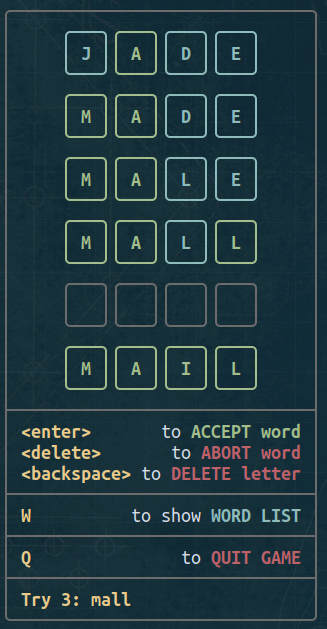 J A D E
M A D E
M A L E
M A L L
M A I L
<enter> to ACCEPT word
<delete> to ABORT word
<backspace> to DELETE letter
W to show WORD LIST
Q to QUIT GAME
Try 3: mall